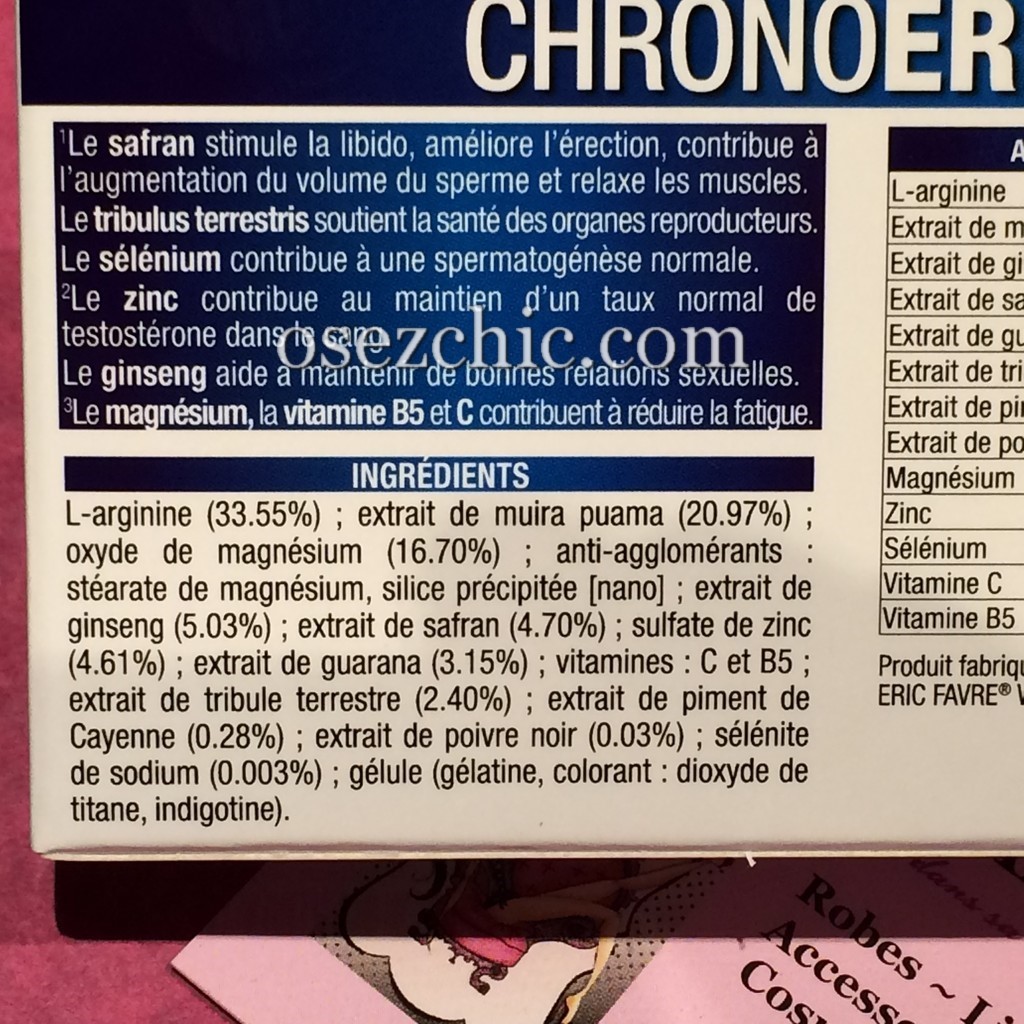 CHRONOER
¹Le safran stimule la libido, améliore l'érection, contribue à
l'augmentation du volume du sperme et relaxe les muscles.
Le tribulus terrestris soutient la santé des organes reproducteurs.
Le sélénium contribue à une spermatogénèse normale.
²Le zinc contribue au maintien d'un taux normal de
testostérone dans le sang.
Le ginseng aide à maintenir de bonnes relations sexuelles.
³Le magnésium, la vitamine B5 et C contribuent à réduire la fatigue.
osezchic.com
INGRÉDIENTS
L-arginine (33.55%) ; extrait de muira puama (20.97%) ;
oxyde de magnésium (16.70%) ; anti-agglomérants :
stéarate de magnésium, silice précipitée [nano] ; extrait de
ginseng (5.03%) ; extrait de safran (4.70%) ; sulfate de zinc
(4.61%) ; extrait de guarana (3.15%) ; vitamines : C et B5 ;
extrait de tribule terrestre (2.40%) ; extrait de piment de
Cayenne (0.28%) ; extrait de poivre noir (0.03%) ; sélénite
de sodium (0.003%) ; gélule (gélatine, colorant : dioxyde de
titane, indigotine).
A
L-arginine
Extrait de m
Extrait de gi
Extrait de sa
Extrait de gu
Extrait de tri
Extrait de pi
Extrait de po
Magnésium
Zinc
Sélénium
Vitamine C
Vitamine B5
Produit fabriqu
ERIC FAVRE® V
dans
Robes ~ Li
Access
Cos